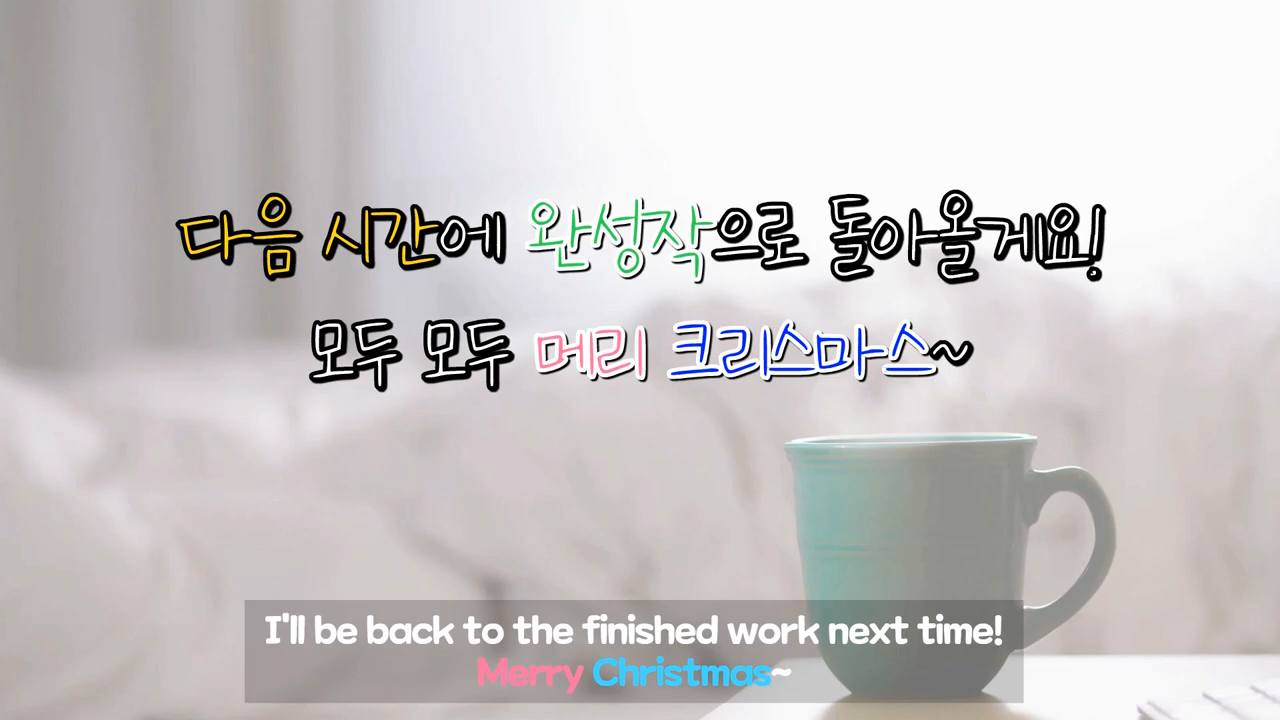 다음 시간에 완성작으로 돌아올게요!
모두 모두 메리 크리스마스~
I'll be back to the finished work next time!
Merry Christmas~